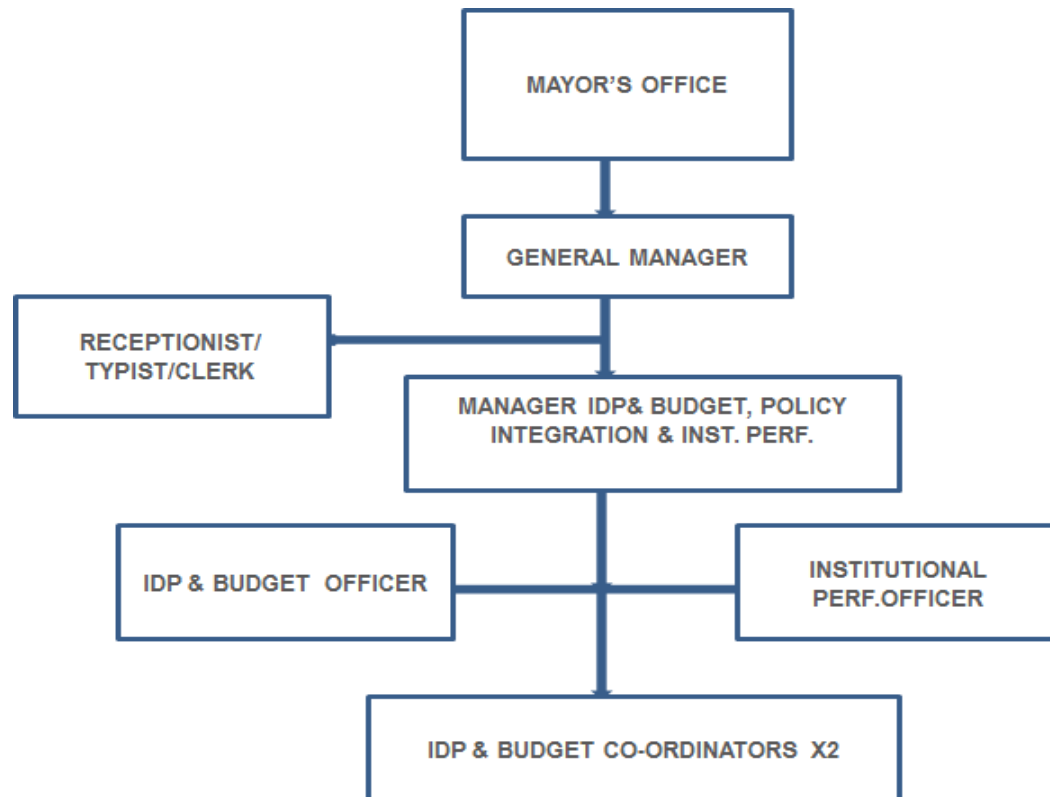 MAYOR'S OFFICE
GENERAL MANAGER
RECEPTIONIST/
TYPIST/CLERK
MANAGER IDP& BUDGET, POLICY
INTEGRATION & INST. PERF.
IDP & BUDGET OFFICER
INSTITUTIONAL
PERF.OFFICER
IDP & BUDGET CO-ORDINATORS X2